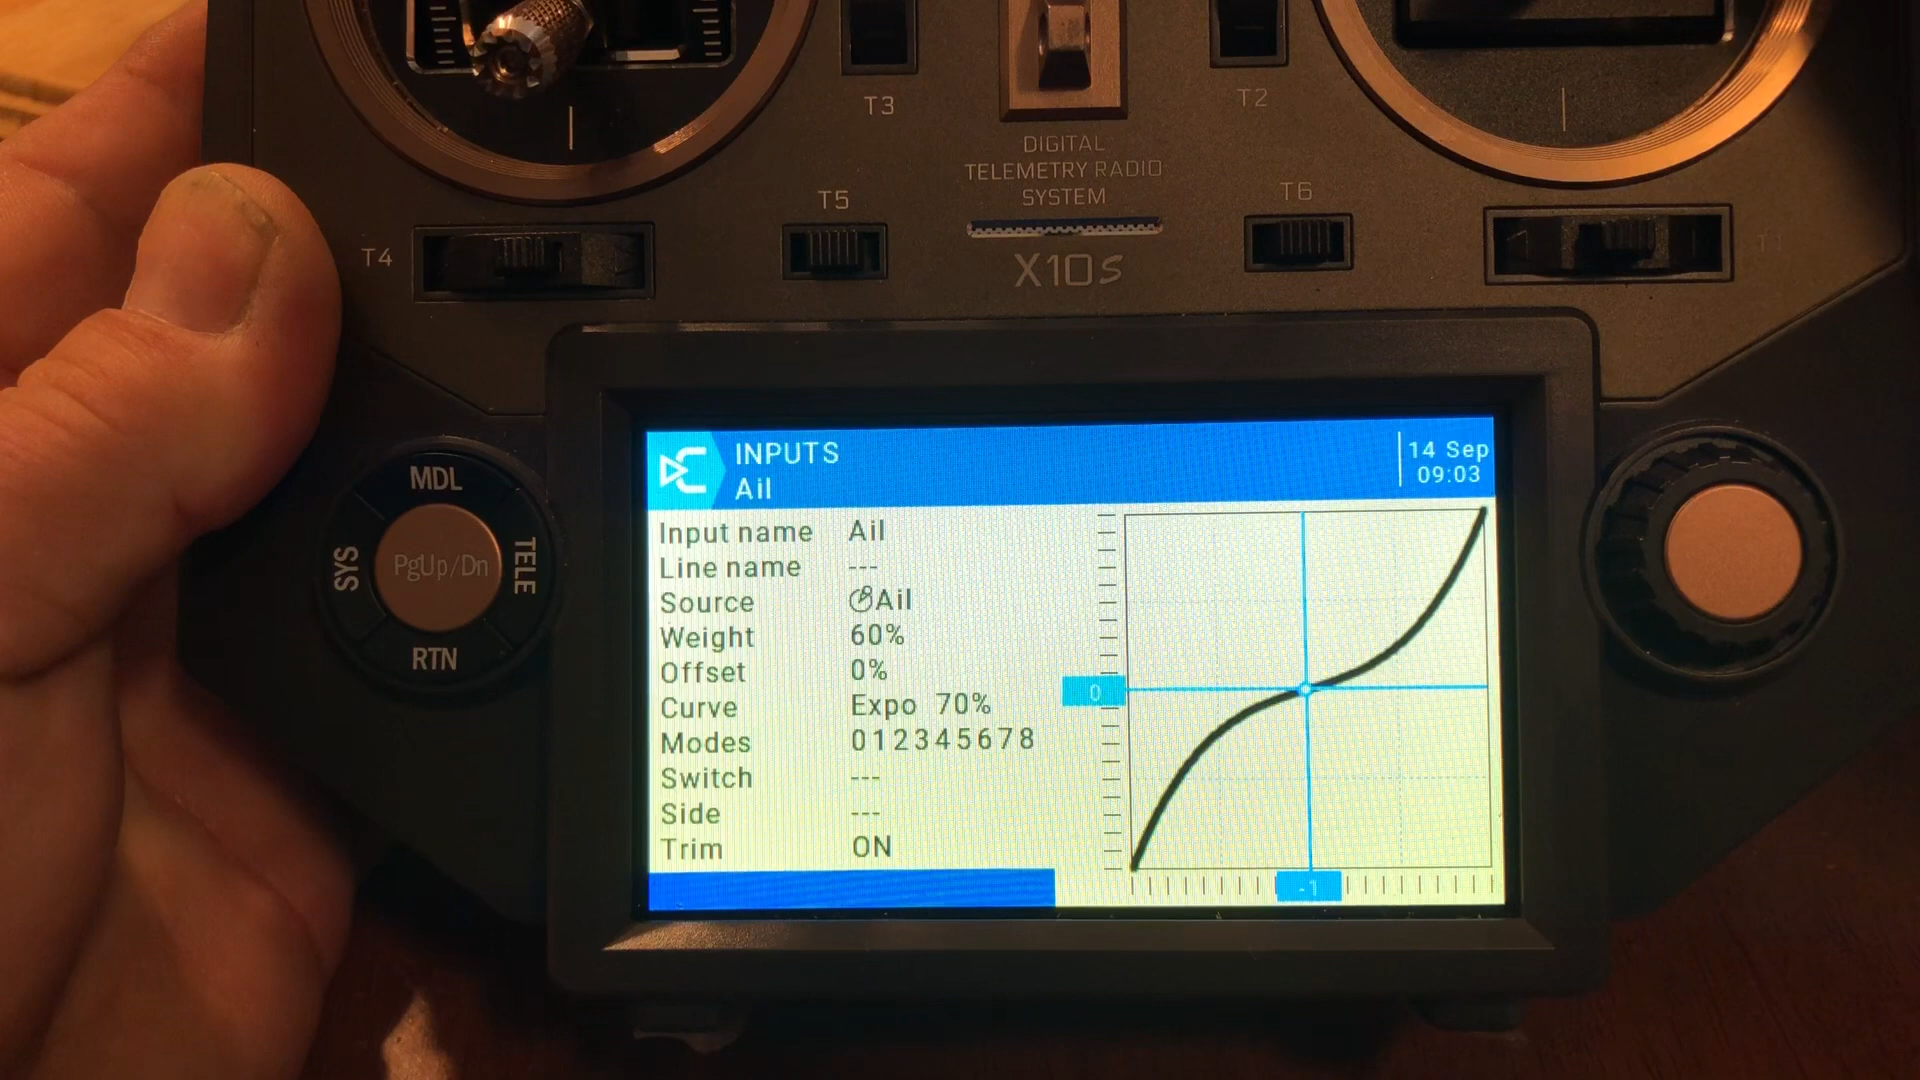 T3
T2
DIGITAL
TELEMETRY RADIO
SYSTEM
T5
T6
T4
X10S
INPUTS
Ail
14 Sep
09:03
MDL
SYS
PgUp/Dn
TELE
RTN
Input name Ail
Line name ---
Source Ail
Weight 60%
Offset 0%
Curve Expo 70%
Modes 012345678
Switch ---
Side ---
Trim ON
0
-1